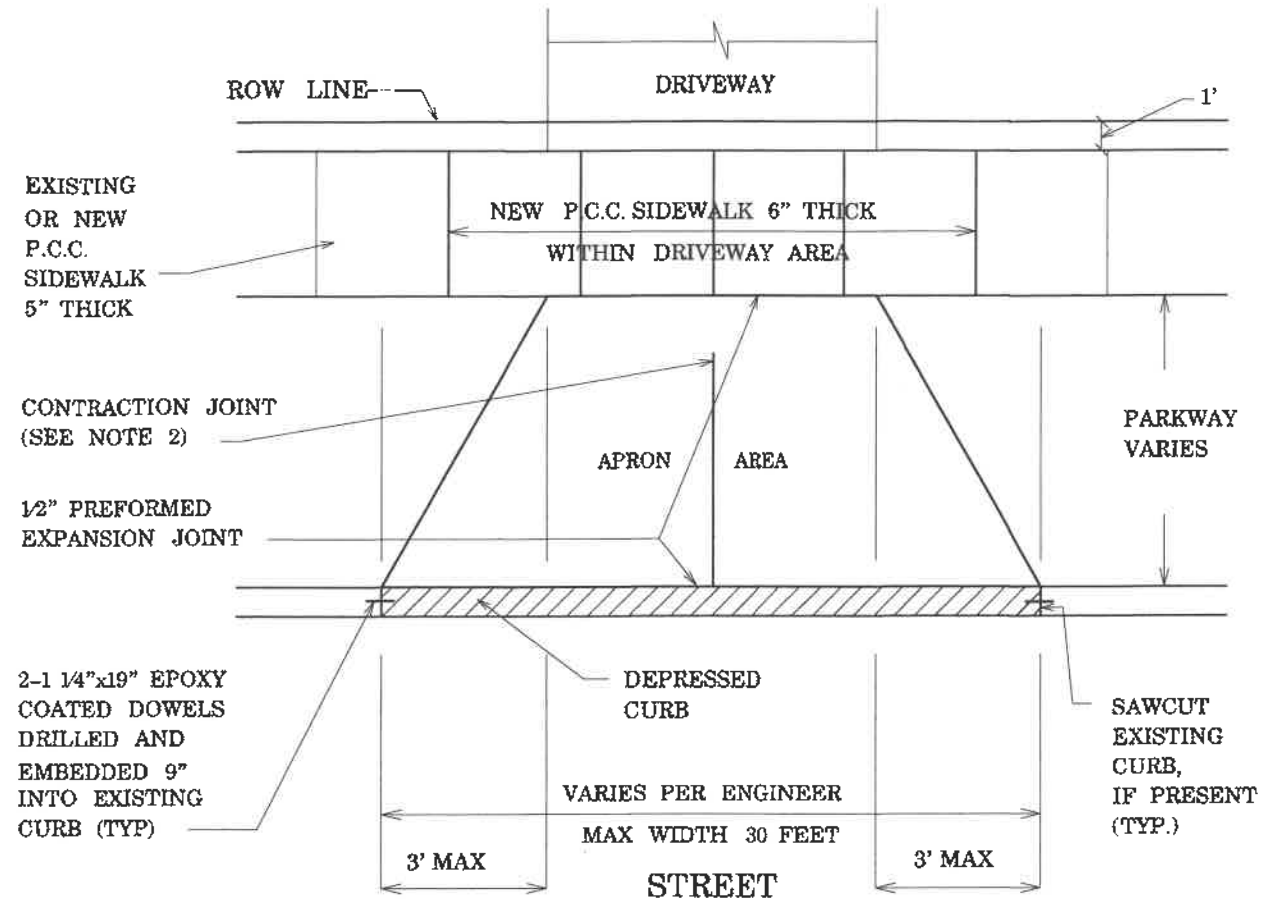 DRIVEWAY
ROW LINE
1'
EXISTING
OR NEW
P.C.C.
SIDEWALK
5" THICK
NEW P.C.C. SIDEWALK 6" THICK
WITHIN DRIVEWAY AREA
CONTRACTION JOINT
(SEE NOTE 2)
PARKWAY
VARIES
APRON AREA
1/2" PREFORMED
EXPANSION JOINT
2-1 1/4"x19" EPOXY
COATED DOWELS
DRILLED AND
EMBEDDED 9"
INTO EXISTING
CURB (TYP)
DEPRESSED
CURB
SAWCUT
EXISTING
CURB,
IF PRESENT
(TYP.)
VARIES PER ENGINEER
MAX WIDTH 30 FEET
3' MAX
3' MAX
STREET